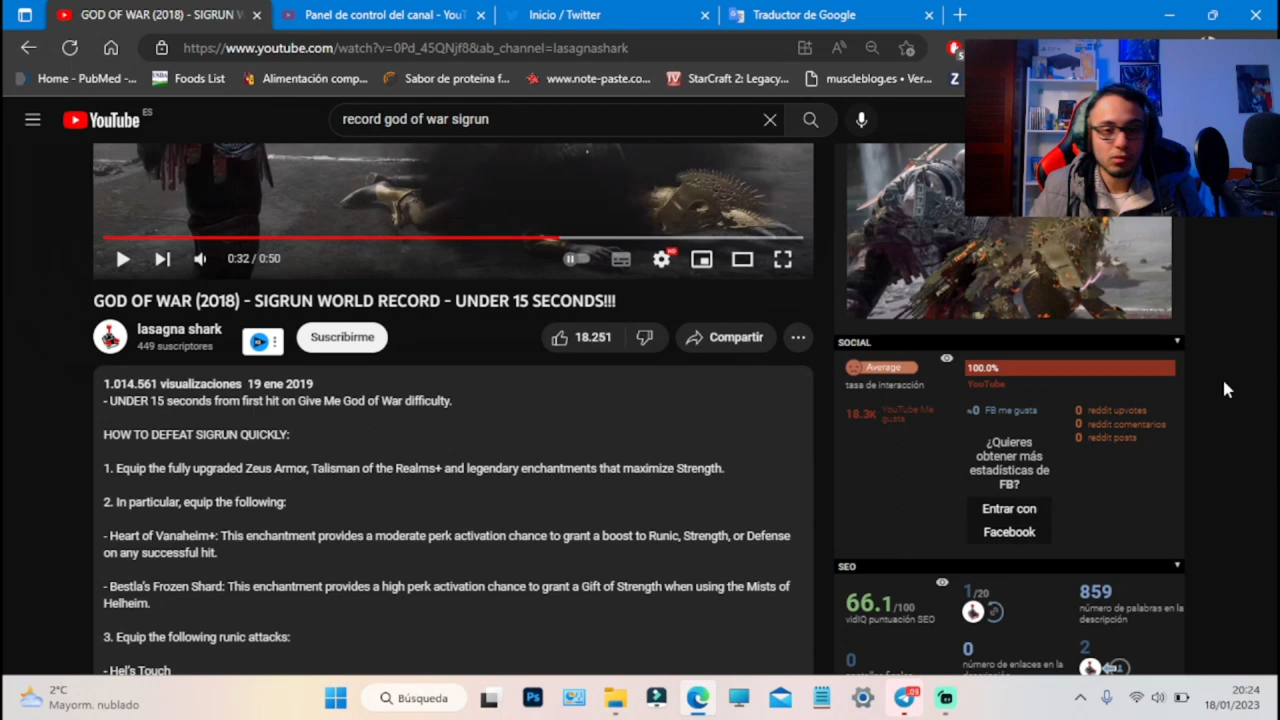 GOD OF WAR (2018) - SIGRUN W
Panel de control del canal - YouT
Inicio / Twitter
Traductor de Google
https://www.youtube.com/watch?v=0Pd_45QNjf8&ab_channel=lasagnashark
Home - PubMed -...
Foods List
Alimentación comp...
Sabor de proteina f...
www.note-paste.co...
StarCraft 2: Legacy...
muscleblog.es • Ver...
YouTube ES
record god of war sigrun
0:32 / 0:50
GOD OF WAR (2018) - SIGRUN WORLD RECORD - UNDER 15 SECONDS!!!
lasagna shark
449 suscriptores
Suscribirme
18.251
Compartir
1.014.561 visualizaciones 19 ene 2019
- UNDER 15 seconds from first hit on Give Me God of War difficulty.
HOW TO DEFEAT SIGRUN QUICKLY:
1. Equip the fully upgraded Zeus Armor, Talisman of the Realms+ and legendary enchantments that maximize Strength.
2. In particular, equip the following:
- Heart of Vanaheim+: This enchantment provides a moderate perk activation chance to grant a boost to Runic, Strength, or Defense
on any successful hit.
- Bestla's Frozen Shard: This enchantment provides a high perk activation chance to grant a Gift of Strength when using the Mists of
Helheim.
3. Equip the following runic attacks:
- Hel's Touch
SOCIAL
Average
tasa de interacción
100.0%
YouTube
18.3K YouTube Me
gusta
≈0 FB me gusta
0 reddit upvotes
0 reddit comentarios
0 reddit posts
¿Quieres
obtener más
estadísticas de
FB?
Entrar con
Facebook
SEO
66.1/100
vidIQ puntuación SEO
1/20
859
número de palabras en la
descripción
0
0
número de enlaces en la
2
2°C
Mayorm. nublado
Búsqueda
20:24
18/01/2023